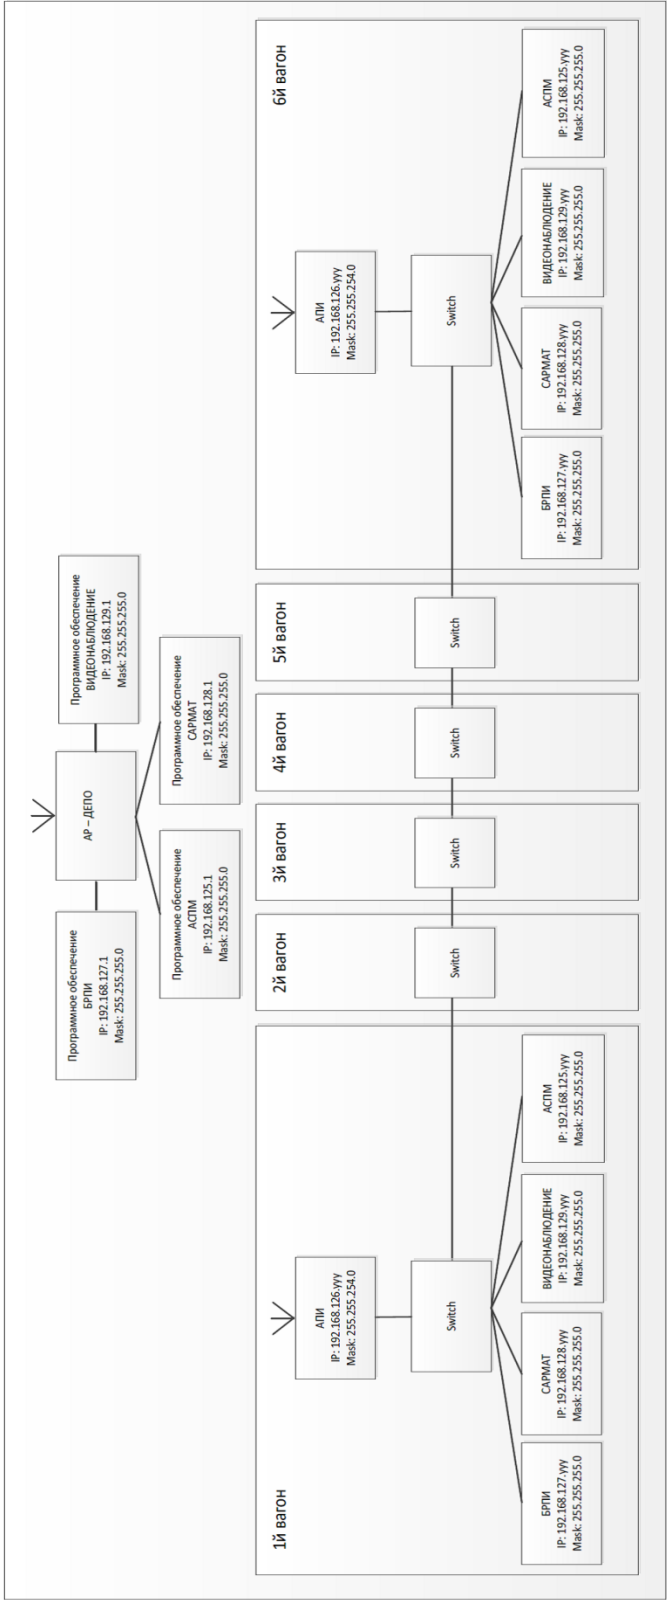 Программное обеспечение
БРПИ
IP: 192.168.127.1
Mask: 255.255.255.0
АР – ДЕПО
Программное обеспечение
ВИДЕОНАБЛЮДЕНИЕ
IP: 192.168.129.1
Mask: 255.255.255.0
Программное обеспечение
АСПМ
IP: 192.168.125.1
Mask: 255.255.255.0
Программное обеспечение
САРМАТ
IP: 192.168.128.1
Mask: 255.255.255.0
1й вагон
АПИ
IP: 192.168.126.yyy
Mask: 255.255.254.0
Switch
БРПИ
IP: 192.168.127.yyy
Mask: 255.255.255.0
САРМАТ
IP: 192.168.128.yyy
Mask: 255.255.255.0
ВИДЕОНАБЛЮДЕНИЕ
IP: 192.168.129.yyy
Mask: 255.255.255.0
АСПМ
IP: 192.168.125.yyy
Mask: 255.255.255.0
2й вагон
Switch
3й вагон
Switch
4й вагон
Switch
5й вагон
Switch
6й вагон
АПИ
IP: 192.168.126.yyy
Mask: 255.255.254.0
Switch
БРПИ
IP: 192.168.127.yyy
Mask: 255.255.255.0
САРМАТ
IP: 192.168.128.yyy
Mask: 255.255.255.0
ВИДЕОНАБЛЮДЕНИЕ
IP: 192.168.129.yyy
Mask: 255.255.255.0
АСПМ
IP: 192.168.125.yyy
Mask: 255.255.255.0